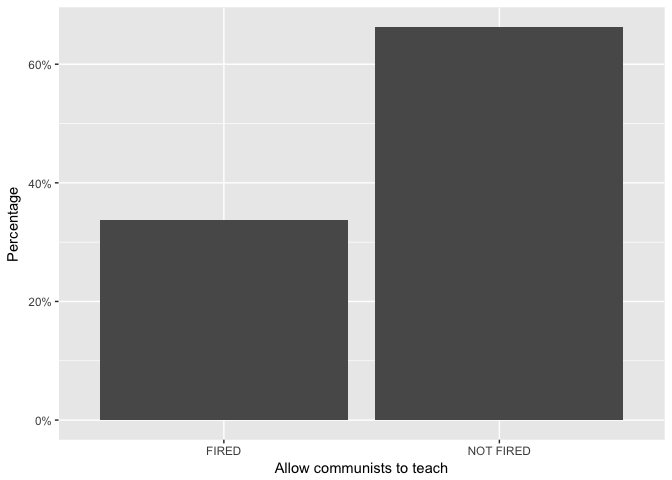 60%
40%
20%
0%
Percentage
FIRED NOT FIRED
Allow communists to teach